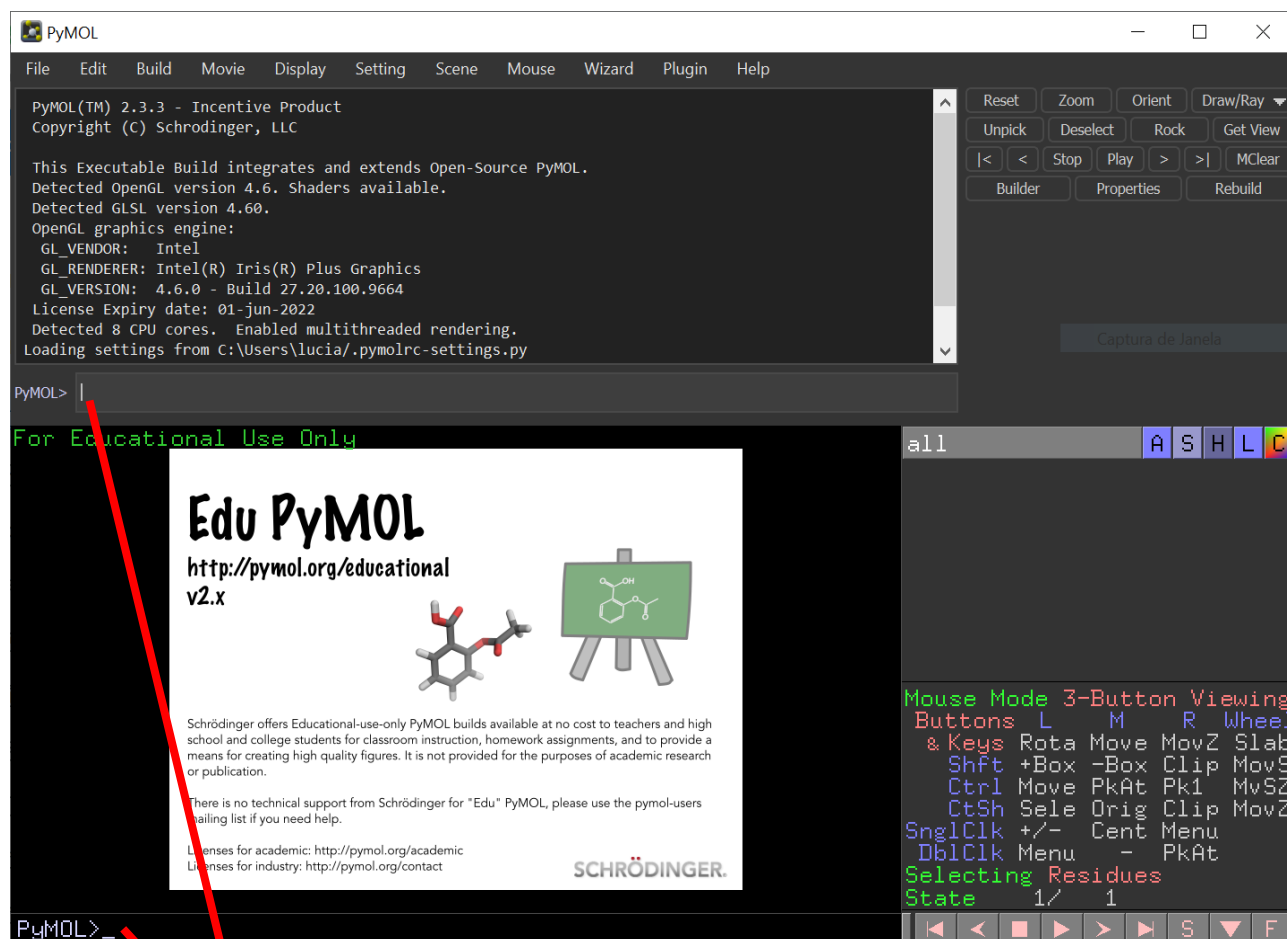 PyMOL
File Edit Build Movie Display Setting Scene Mouse Wizard Plugin Help
PyMOL(TM) 2.3.3 - Incentive Product
Copyright (C) Schrodinger, LLC
This Executable Build integrates and extends Open-Source PyMOL.
Detected OpenGL version 4.6. Shaders available.
Detected GLSL version 4.60.
OpenGL graphics engine:
GL_VENDOR: Intel
GL_RENDERER: Intel(R) Iris(R) Plus Graphics
GL_VERSION: 4.6.0 - Build 27.20.100.9664
License Expiry date: 01-jun-2022
Detected 8 CPU cores. Enabled multithreaded rendering.
Loading settings from C:\Users\lucia/.pymolrc-settings.py
Reset Zoom Orient Draw/Ray
Unpick Deselect Rock Get View
|< < Stop Play > >| MClear
Builder Properties Rebuild
Captura de Janela
PyMOL>
For Educational Use Only
Edu PyMOL
http://pymol.org/educational
v2.x
OH
Schrödinger offers Educational-use-only PyMOL builds available at no cost to teachers and high
school and college students for classroom instruction, homework assignments, and to provide a
means for creating high quality figures. It is not provided for the purposes of academic research
or publication.
There is no technical support from Schrödinger for "Edu" PyMOL, please use the pymol-users
mailing list if you need help.
Licenses for academic: http://pymol.org/academic
Licenses for industry: http://pymol.org/contact
SCHRÖDINGER.
all A S H L C
Mouse Mode 3-Button Viewing
Buttons L M R Wheel
& Keys Rota Move MovZ Slab
Shft +Box -Box Clip MovS
Ctrl Move PkAt Pk1 MvSZ
CtSh Sele Orig Clip MovZ
SnglClk +/- Cent Menu
DblClk Menu - PkAt
Selecting Residues
State 1/ 1
PyMOL>_
S F